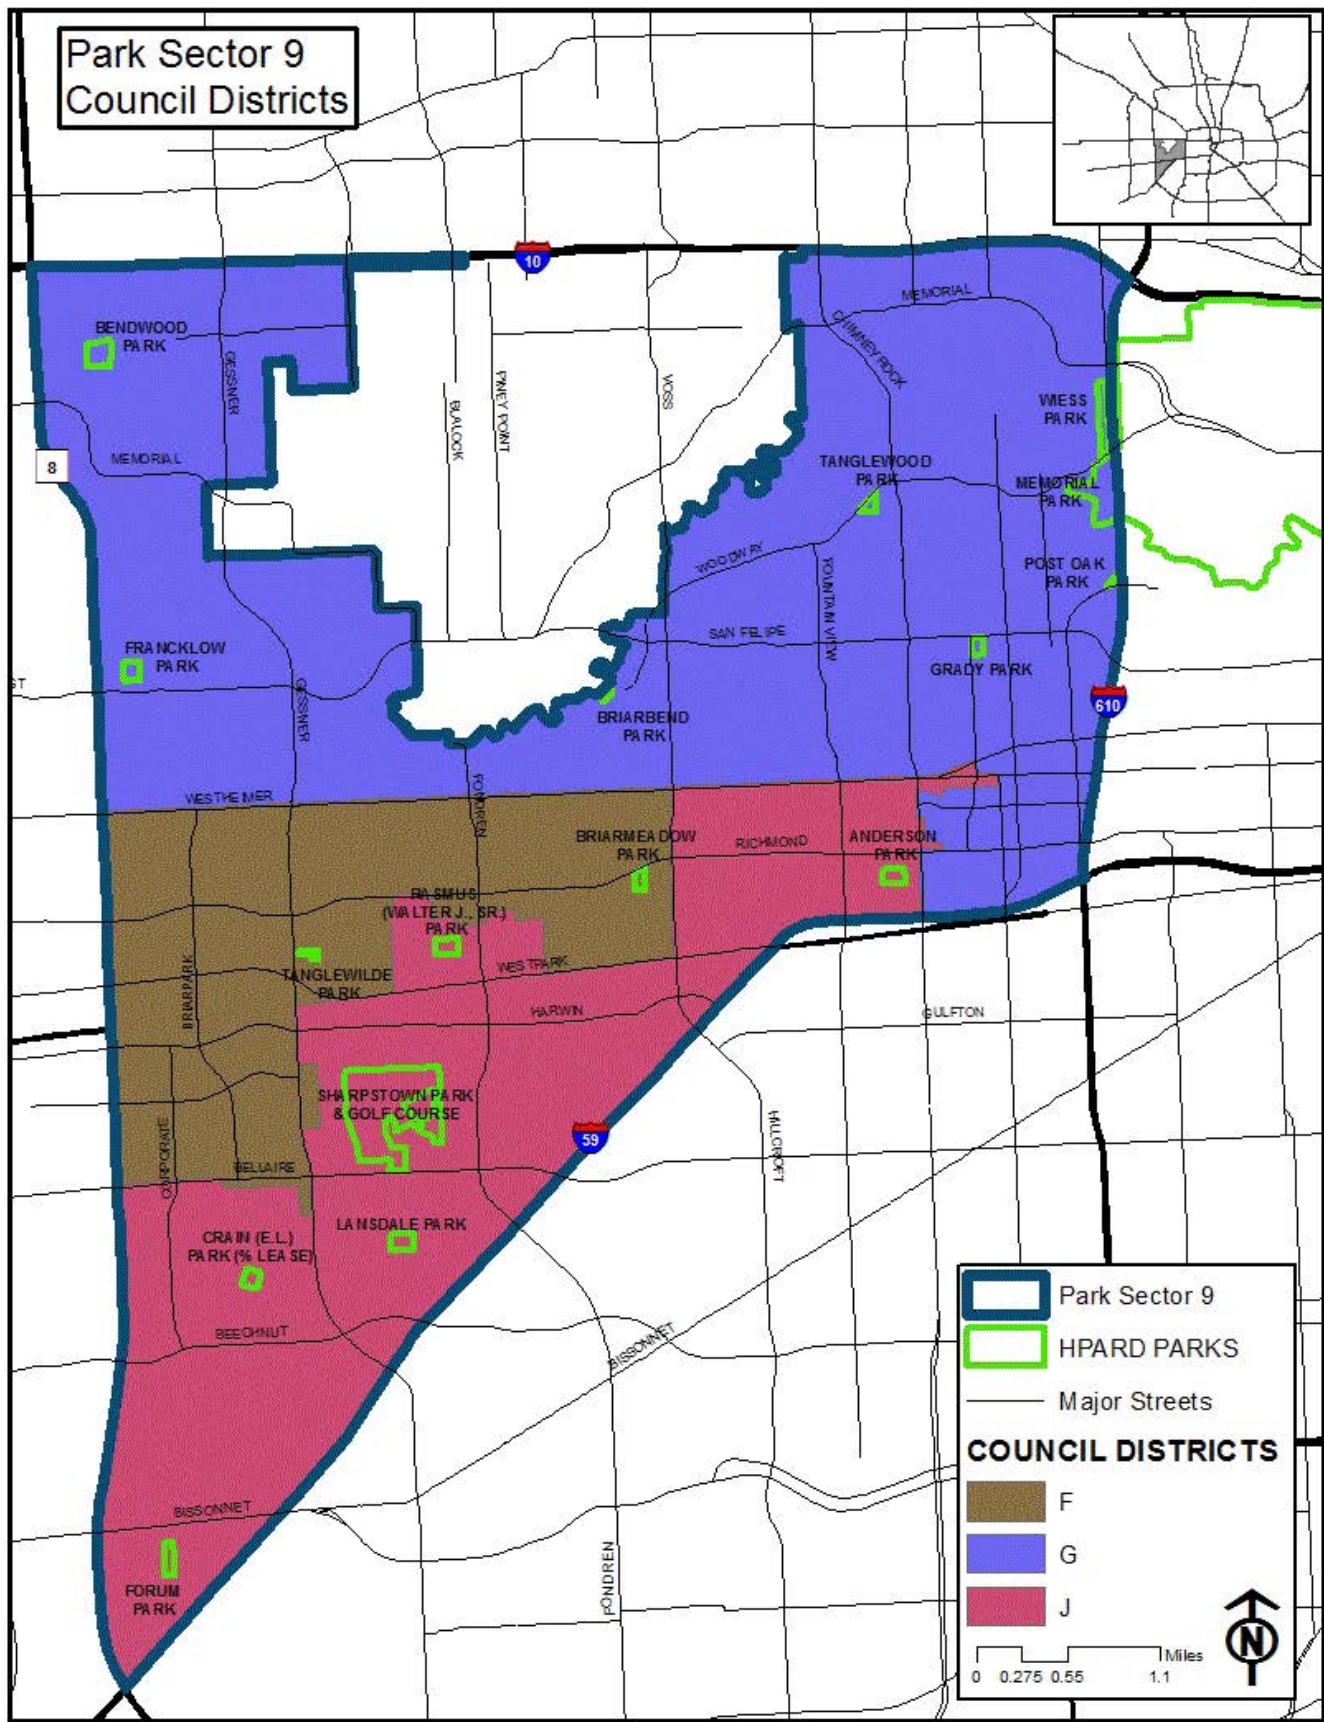 Park Sector 9
Council Districts
10
MEMORIAL
BENDWOOD
PARK
CHIMNEY ROCK
GESSNER
PINEY POINT
VOSS
BLALOCK
WIESS
PARK
MEMORIAL
8
TANGLEWOOD
PARK
MEMORIAL
PARK
WOODWAY
POST OAK
PARK
FOUNTAIN VIEW
SAN FELIPE
FRANCKLOW
PARK
GRADY PARK
ST
GESSNER
610
BRIARBEND
PARK
WESTHEIMER
FONDREN
BRIARMEADOW
PARK
RICHMOND
ANDERSON
PARK
RASMUS
(WALTER J., SR.)
PARK
WESTPARK
TANGLEWILDE
PARK
BRIARPARK
HARWIN
GULFTON
SHARPSTOWN PARK
& GOLF COURSE
59
HILLCROFT
CORPORATE
BELLAIRE
LANSDALE PARK
CRAIN (E.L.)
PARK (% LEASE)
BEECHNUT
BISSONNET
BISSONNET
FONDREN
FORUM
PARK
Park Sector 9
HPARD PARKS
Major Streets
COUNCIL DISTRICTS
F
G
J
Miles
0 0.275 0.55 1.1
N